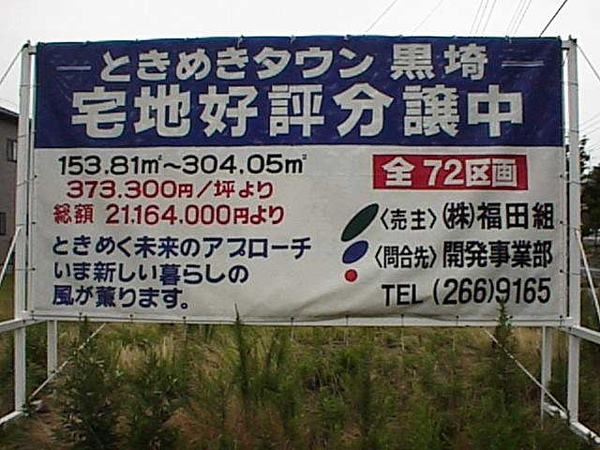 ときめきタウン 黒埼
宅地好評分譲中
153.81㎡〜304.05㎡
373.300円/坪より
総額 21.164.000円より
ときめく未来のアプローチ
いま新しい暮らしの
風が薫ります。
全72区画
〈売主〉(株)福田組
〈問合先〉開発事業部
TEL (266)9165